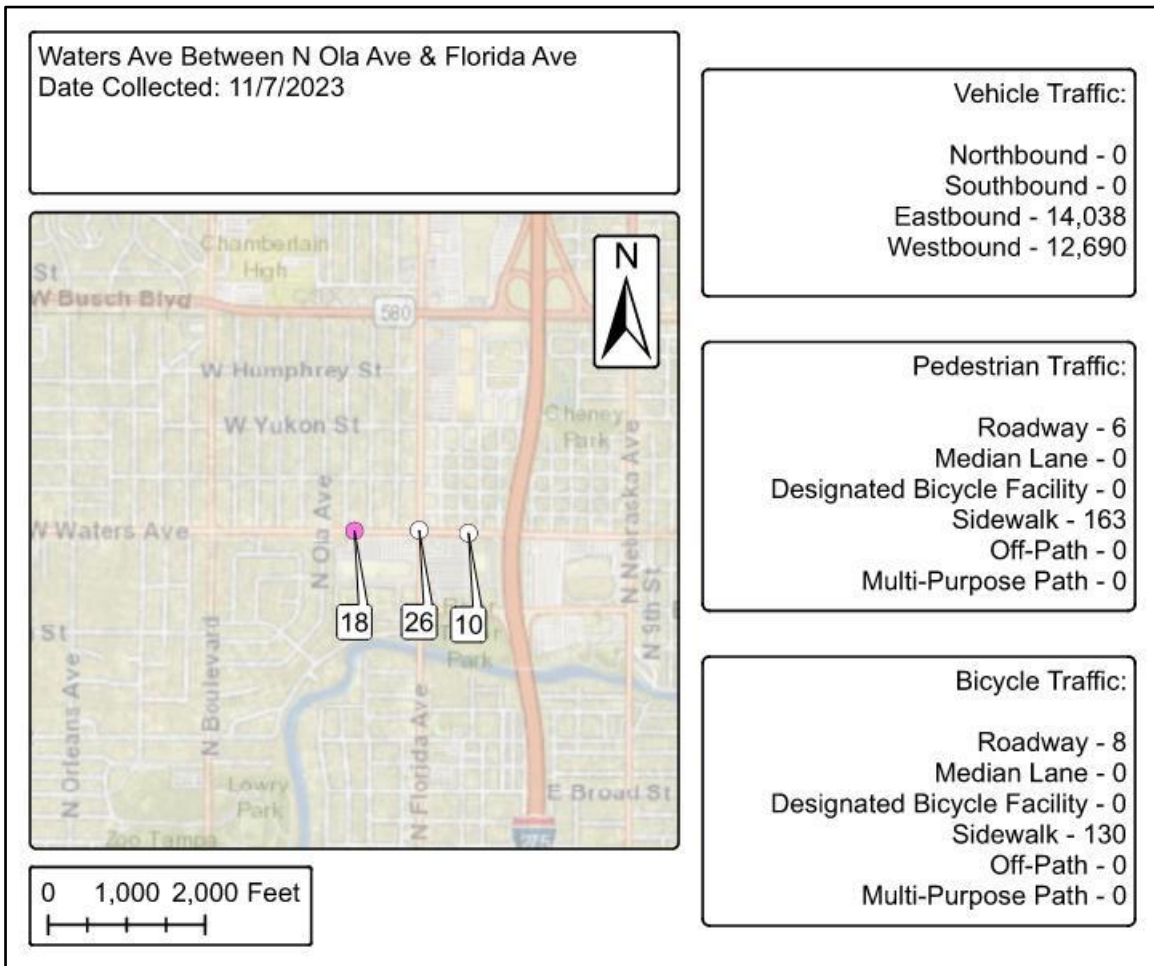 Waters Ave Between N Ola Ave & Florida Ave
Date Collected: 11/7/2023
Vehicle Traffic:
Northbound - 0
Southbound - 0
Eastbound - 14,038
Westbound - 12,690
Pedestrian Traffic:
Roadway - 6
Median Lane - 0
Designated Bicycle Facility - 0
Sidewalk - 163
Off-Path - 0
Multi-Purpose Path - 0
Bicycle Traffic:
Roadway - 8
Median Lane - 0
Designated Bicycle Facility - 0
Sidewalk - 130
Off-Path - 0
Multi-Purpose Path - 0
N
Chamberlain
High
St
W Busch Blvd
CSX
580
W Humphrey St
W Yukon St
Cheney
Park
N Ola Ave
N Nebraska Ave
W Waters Ave
18
26
10
N 9th St
St
Park
N Boulevard
N Orleans Ave
N Florida Ave
Lowry
Park
E Broad St
Zoo Tampa
275
0 1,000 2,000 Feet